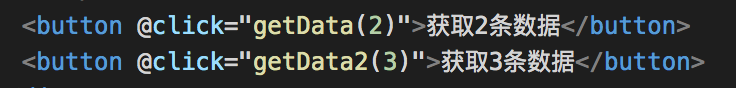 <button @click="getData(2)">获取2条数据</button>
<button @click="getData2(3)">获取3条数据</button>